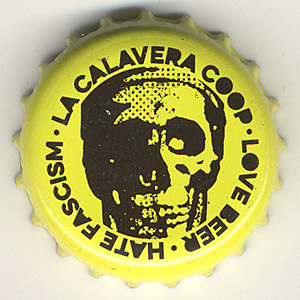 LA CALAVERA COOP · LOVE BEER · HATE FASCISM ·